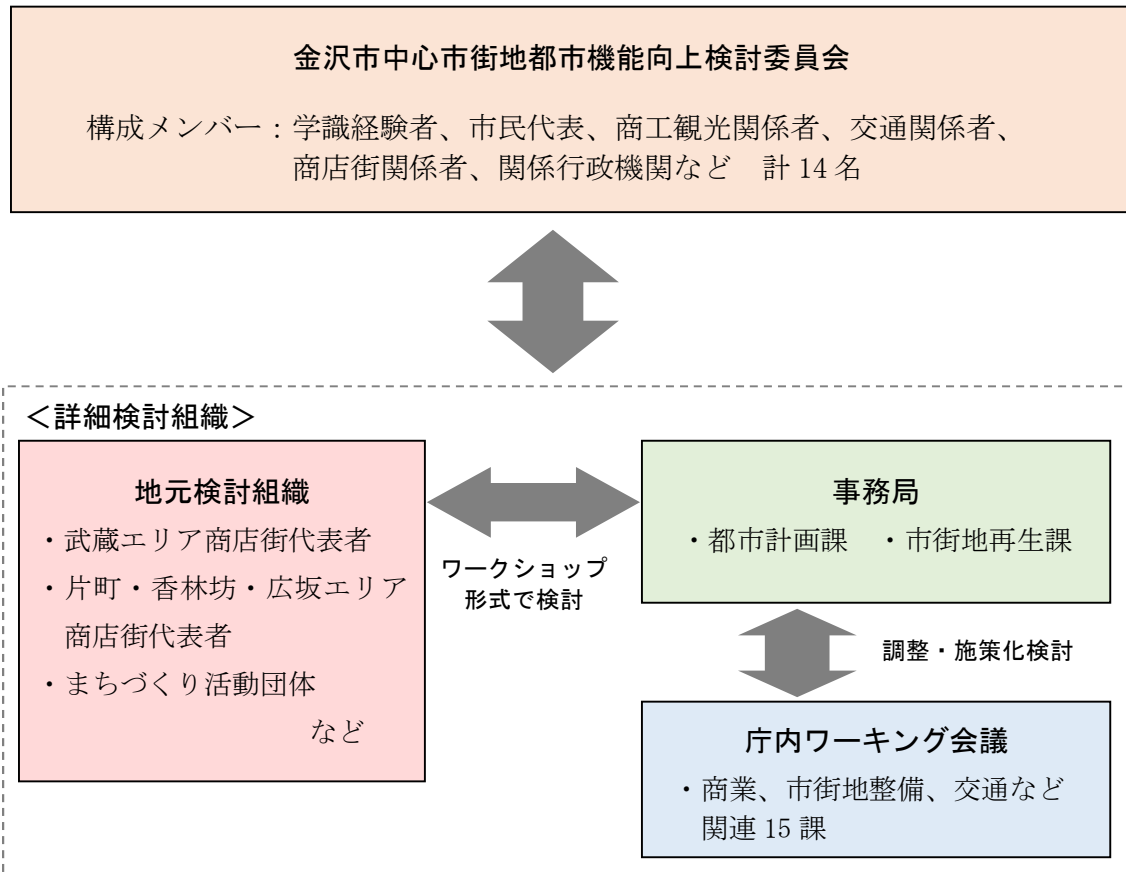 金沢市中心市街地都市機能向上検討委員会
構成メンバー：学識経験者、市民代表、商工観光関係者、交通関係者、
商店街関係者、関係行政機関など　計 14 名
＜詳細検討組織＞
地元検討組織
・武蔵エリア商店街代表者
・片町・香林坊・広坂エリア
商店街代表者
・まちづくり活動団体
など
ワークショップ
形式で検討
事務局
・都市計画課　・市街地再生課
調整・施策化検討
庁内ワーキング会議
・商業、市街地整備、交通など
関連 15 課